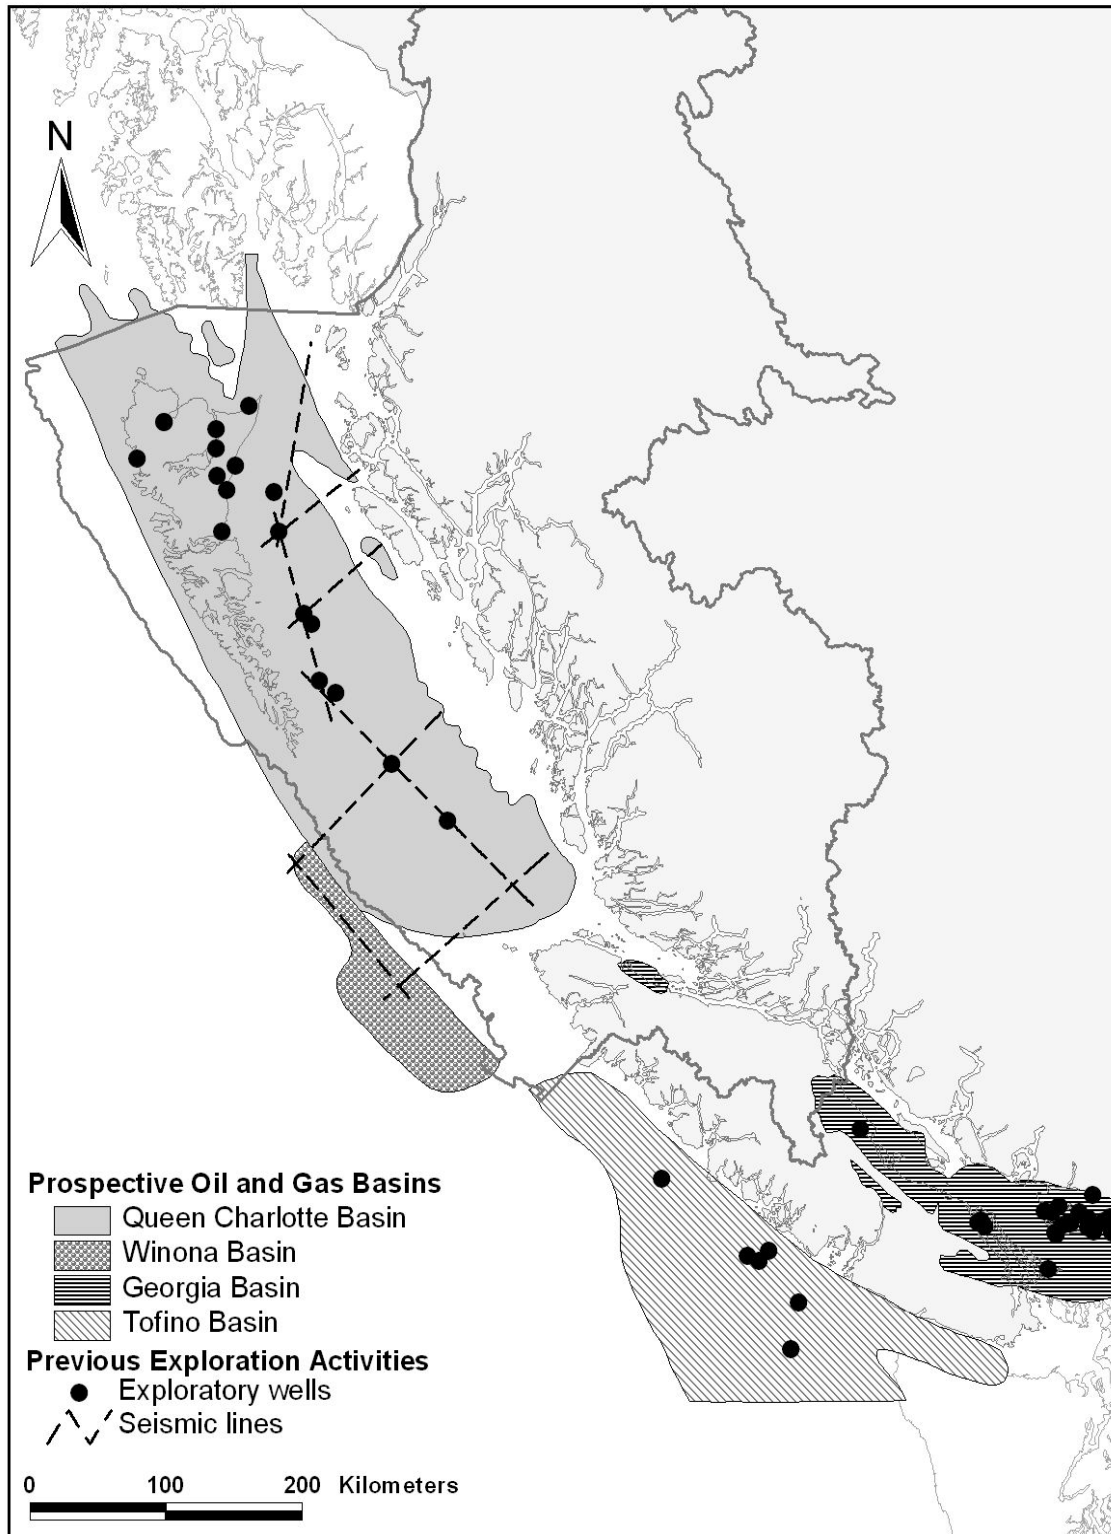 N
Prospective Oil and Gas Basins
Queen Charlotte Basin
Winona Basin
Georgia Basin
Tofino Basin
Previous Exploration Activities
Exploratory wells
Seismic lines
0 100 200 Kilometers